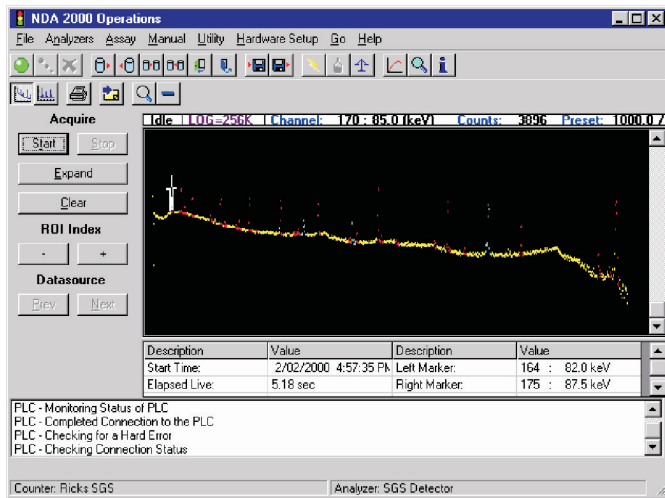 NDA 2000 Operations
File Analyzers Assay Manual Utility Hardware Setup Go Help
Acquire
Start Stop
Expand
Clear
ROI Index
- +
Datasource
Prev Next
Idle LOG=256K Channel: 170 : 85.0 (keV) Counts: 3896 Preset: 1000.0 /
Description Value Description Value
Start Time: 2/02/2000 4:57:35 PM Left Marker: 164 : 82.0 keV
Elapsed Live: 5.18 sec Right Marker: 175 : 87.5 keV
PLC - Monitoring Status of PLC
PLC - Completed Connection to the PLC
PLC - Checking for a Hard Error
PLC - Checking Connection Status
Counter: Ricks SGS Analyzer: SGS Detector